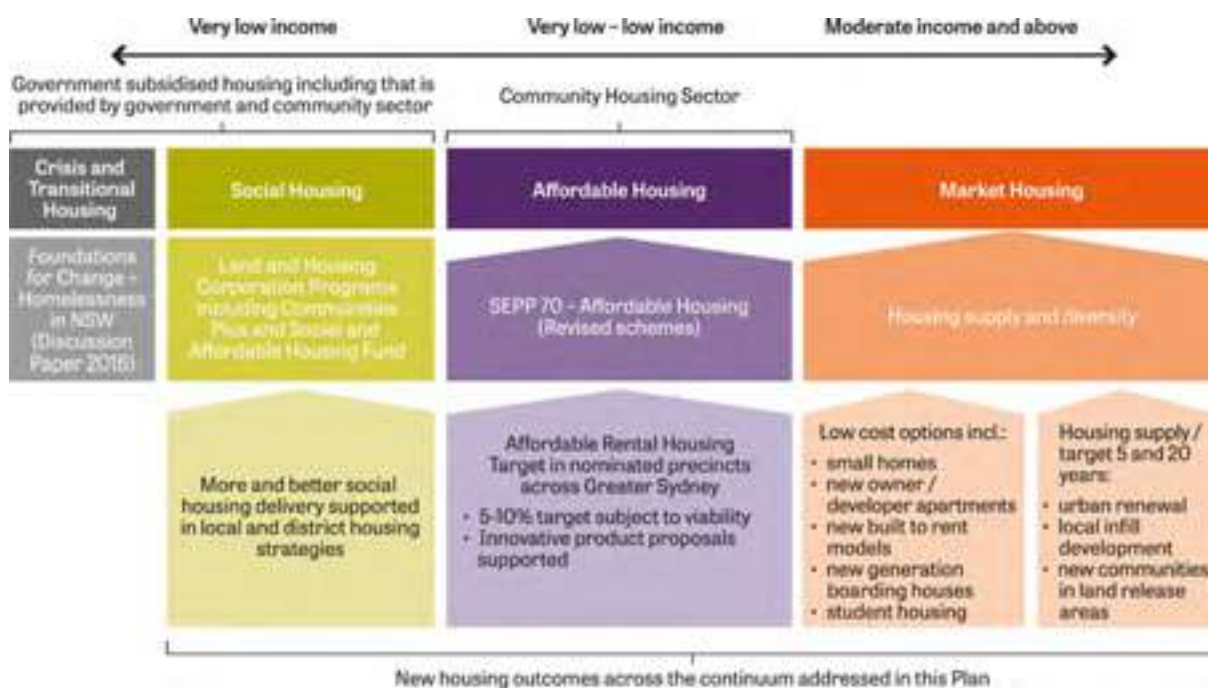 Very low income
Very low – low income
Moderate income and above
Government subsidised housing including that is
provided by government and community sector
Community Housing Sector
Crisis and
Transitional
Housing
Social Housing
Affordable Housing
Market Housing
Foundations
for Change –
Homelessness
in NSW
(Discussion
Paper 2016)
Land and Housing
Corporation Programs
including Communities
Plus and Social and
Affordable Housing Fund
SEPP 70 – Affordable Housing
(Revised schemes)
Housing supply and diversity
More and better social
housing delivery supported
in local and district housing
strategies
Affordable Rental Housing
Target in nominated precincts
across Greater Sydney
• 5-10% target subject to viability
• Innovative product proposals
supported
Low cost options incl.:
• small homes
• new owner /
developer apartments
• new built to rent
models
• new generation
boarding houses
• student housing
Housing supply /
target 5 and 20
years:
• urban renewal
• local infill
development
• new communities
in land release
areas
New housing outcomes across the continuum addressed in this Plan